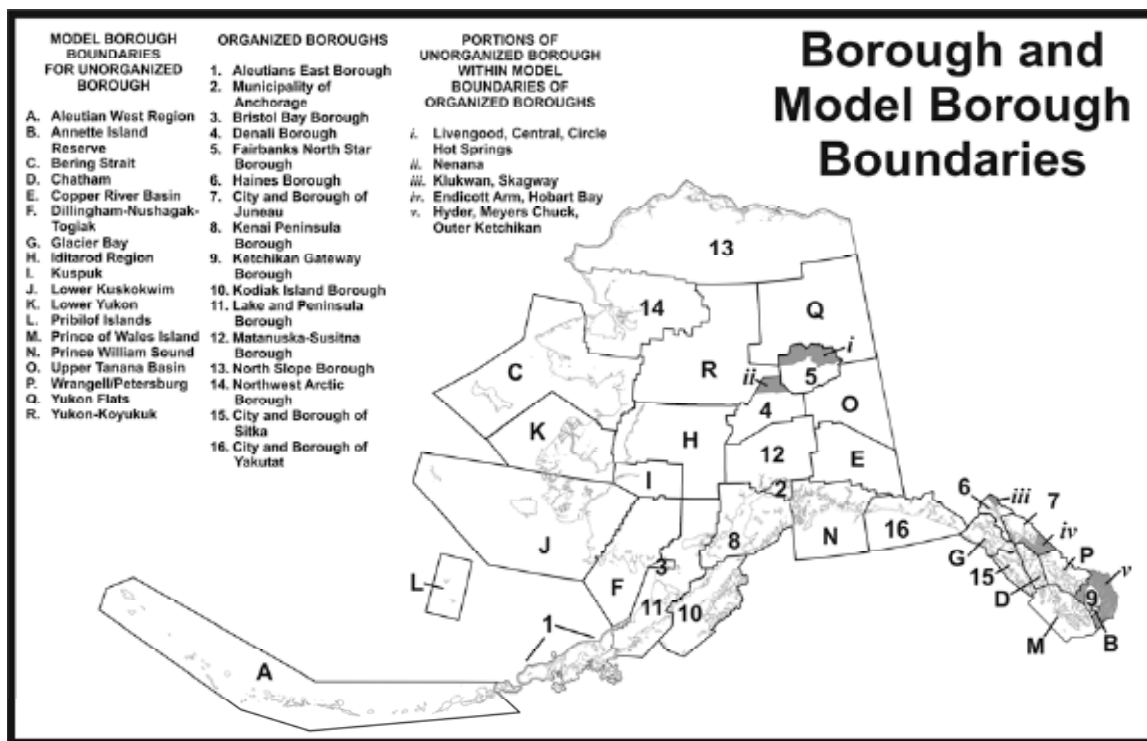 MODEL BOROUGH
BOUNDARIES
FOR UNORGANIZED
BOROUGH
A. Aleutian West Region
B. Annette Island
Reserve
C. Bering Strait
D. Chatham
E. Copper River Basin
F. Dillingham-Nushagak-
Togiak
G. Glacier Bay
H. Iditarod Region
I. Kuspuk
J. Lower Kuskokwim
K. Lower Yukon
L. Pribilof Islands
M. Prince of Wales Island
N. Prince William Sound
O. Upper Tanana Basin
P. Wrangell/Petersburg
Q. Yukon Flats
R. Yukon-Koyukuk
ORGANIZED BOROUGHS
1. Aleutians East Borough
2. Municipality of
Anchorage
3. Bristol Bay Borough
4. Denali Borough
5. Fairbanks North Star
Borough
6. Haines Borough
7. City and Borough of
Juneau
8. Kenai Peninsula
Borough
9. Ketchikan Gateway
Borough
10. Kodiak Island Borough
11. Lake and Peninsula
Borough
12. Matanuska-Susitna
Borough
13. North Slope Borough
14. Northwest Arctic
Borough
15. City and Borough of
Sitka
16. City and Borough of
Yakutat
PORTIONS OF
UNORGANIZED BOROUGH
WITHIN MODEL
BOUNDARIES OF
ORGANIZED BOROUGHS
i. Livengood, Central, Circle
Hot Springs
ii. Nenana
iii. Klukwan, Skagway
iv. Endicott Arm, Hobart Bay
v. Hyder, Meyers Chuck,
Outer Ketchikan
Borough and
Model Borough
Boundaries
13
14
Q
i
C
R
ii
5
4
O
K
H
12
E
I
2
6
iii
7
J
8
N
16
iv
G
P
L
3
15
v
F
D
9
11
10
1
M
B
A